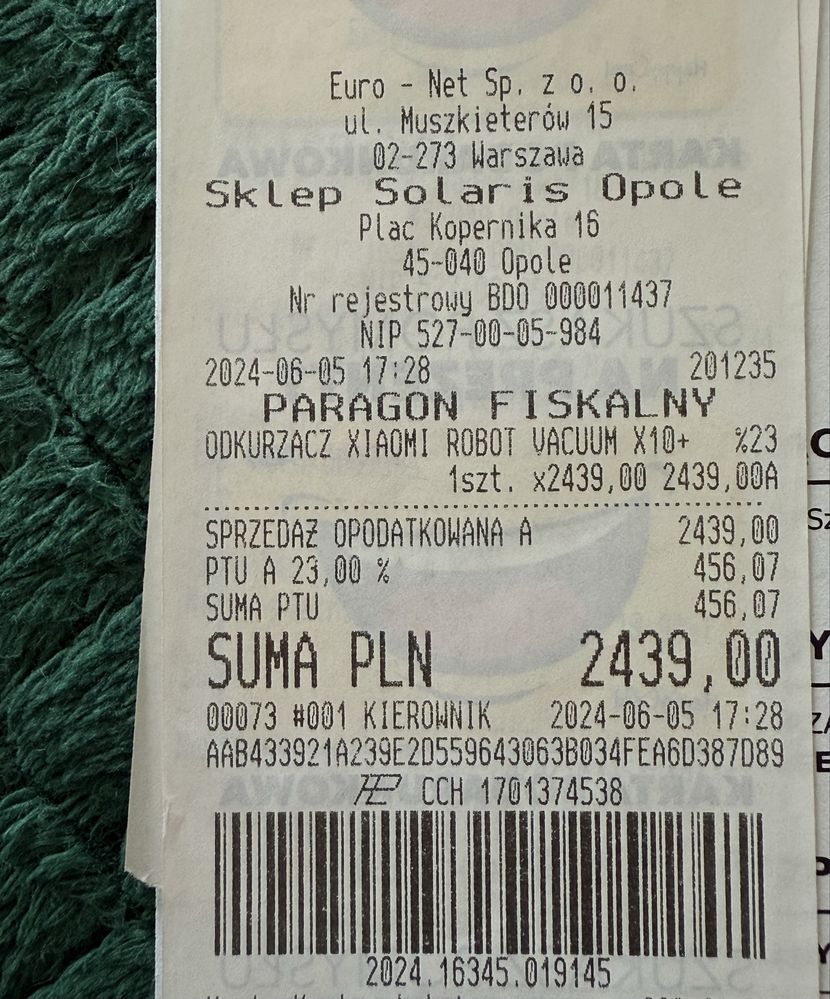 Euro - Net Sp. z o. o.
ul. Muszkieterów 15
02-273 Warszawa
Sklep Solaris Opole
Plac Kopernika 16
45-040 Opole
Nr rejestrowy BDO 000011437
NIP 527-00-05-984
2024-06-05 17:28 201235
PARAGON FISKALNY
ODKURZACZ XIAOMI ROBOT VACUUM X10+ %23
1szt. x2439,00 2439,00A
SPRZEDAŻ OPODATKOWANA A 2439,00
PTU A 23,00 % 456,07
SUMA PTU 456,07
SUMA PLN 2439,00
00073 #001 KIEROWNIK 2024-06-05 17:28
AAB433921A239E2D559643063B034FEA6D387D89
CCH 1701374538
2024.16345.019145